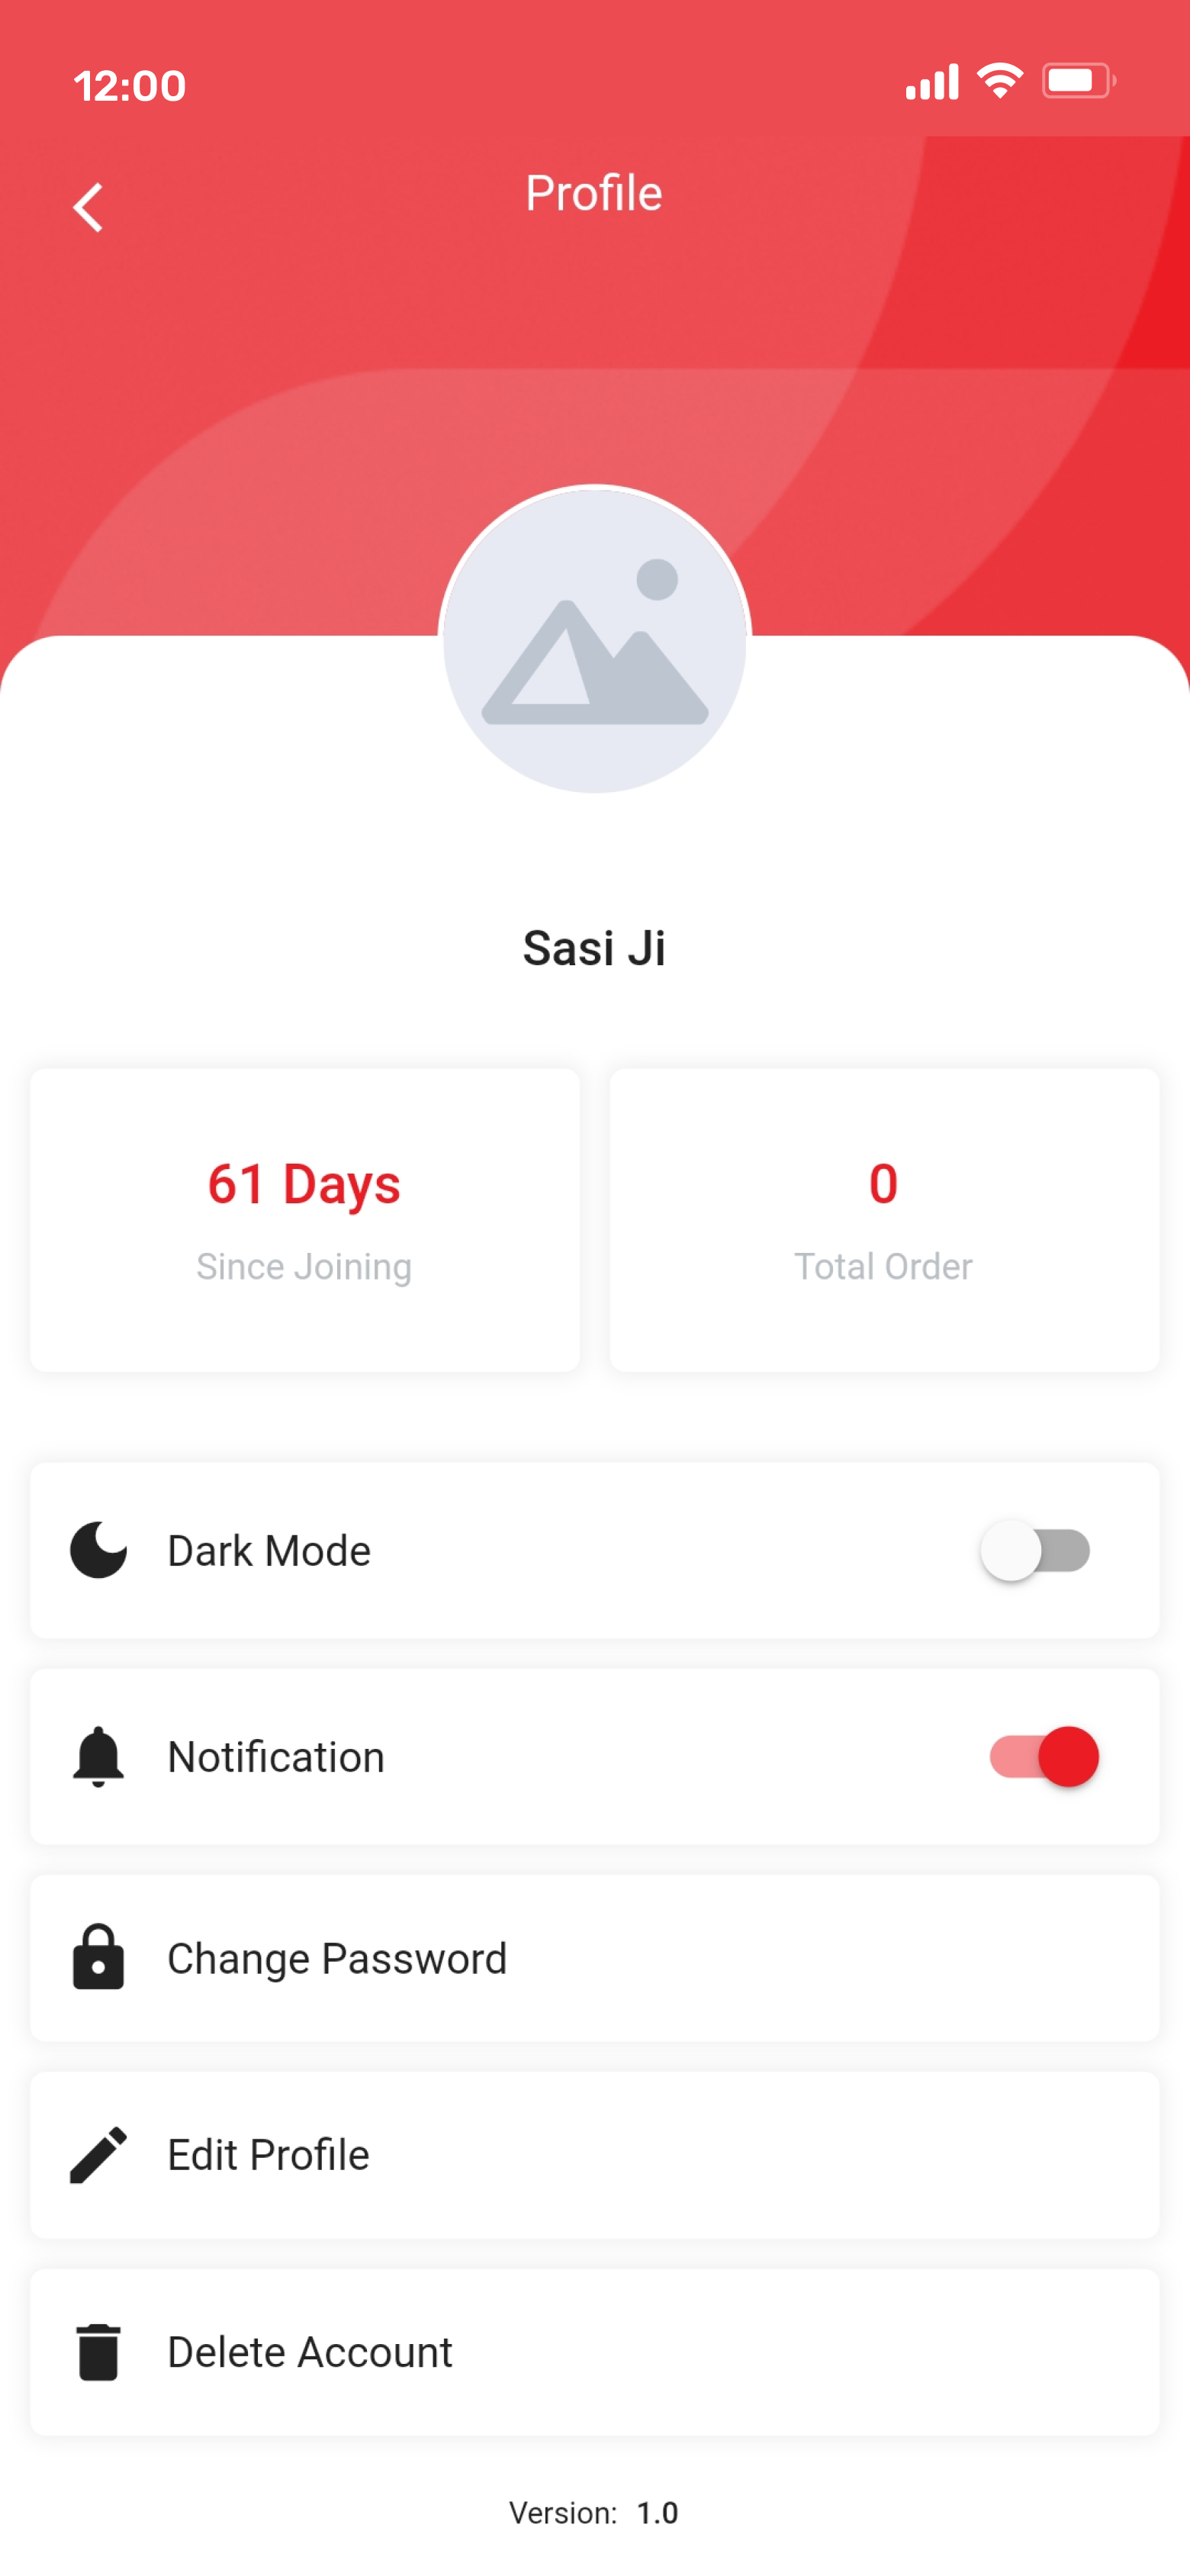 12:00
Profile
Sasi Ji
61 Days
Since Joining
0
Total Order
Dark Mode
Notification
Change Password
Edit Profile
Delete Account
Version: 1.0